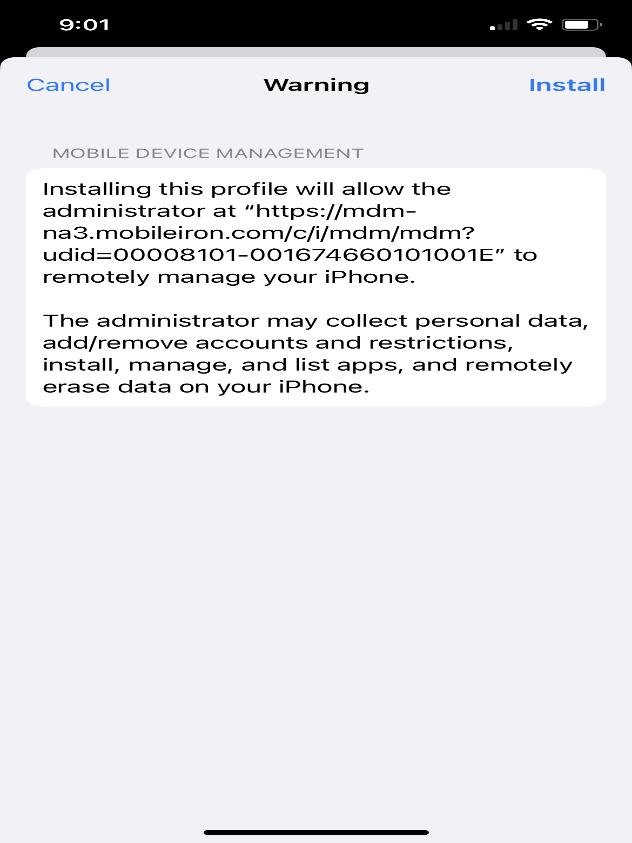 9:01
Cancel
Warning
Install
MOBILE DEVICE MANAGEMENT
Installing this profile will allow the
administrator at “https://mdm-
na3.mobileiron.com/c/i/mdm/mdm?
udid=00008101-001674660101001E” to
remotely manage your iPhone.
The administrator may collect personal data,
add/remove accounts and restrictions,
install, manage, and list apps, and remotely
erase data on your iPhone.